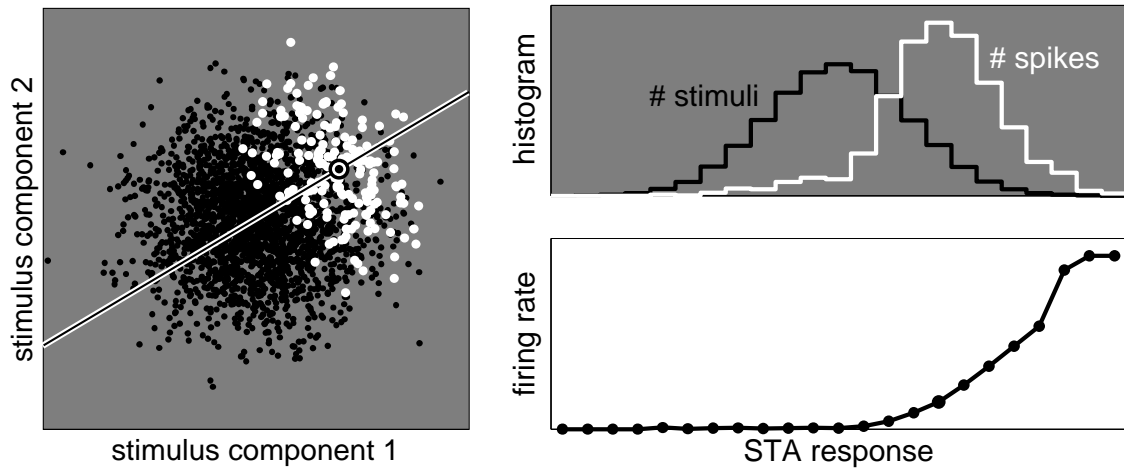 stimulus component 2
stimulus component 1
histogram
# stimuli
# spikes
firing rate
STA response